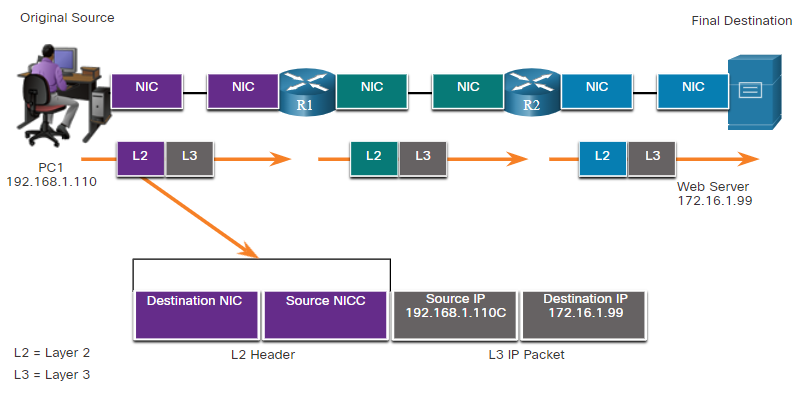 Original Source
Final Destination
NIC
NIC
NIC
NIC
NIC
NIC
R1
R2
L2
L3
L2
L3
L2
L3
PC1
192.168.1.110
Web Server
172.16.1.99
Destination NIC
Source NICC
Source IP
192.168.1.110C
Destination IP
172.16.1.99
L2 = Layer 2
L2 Header
L3 IP Packet
L3 = Layer 3